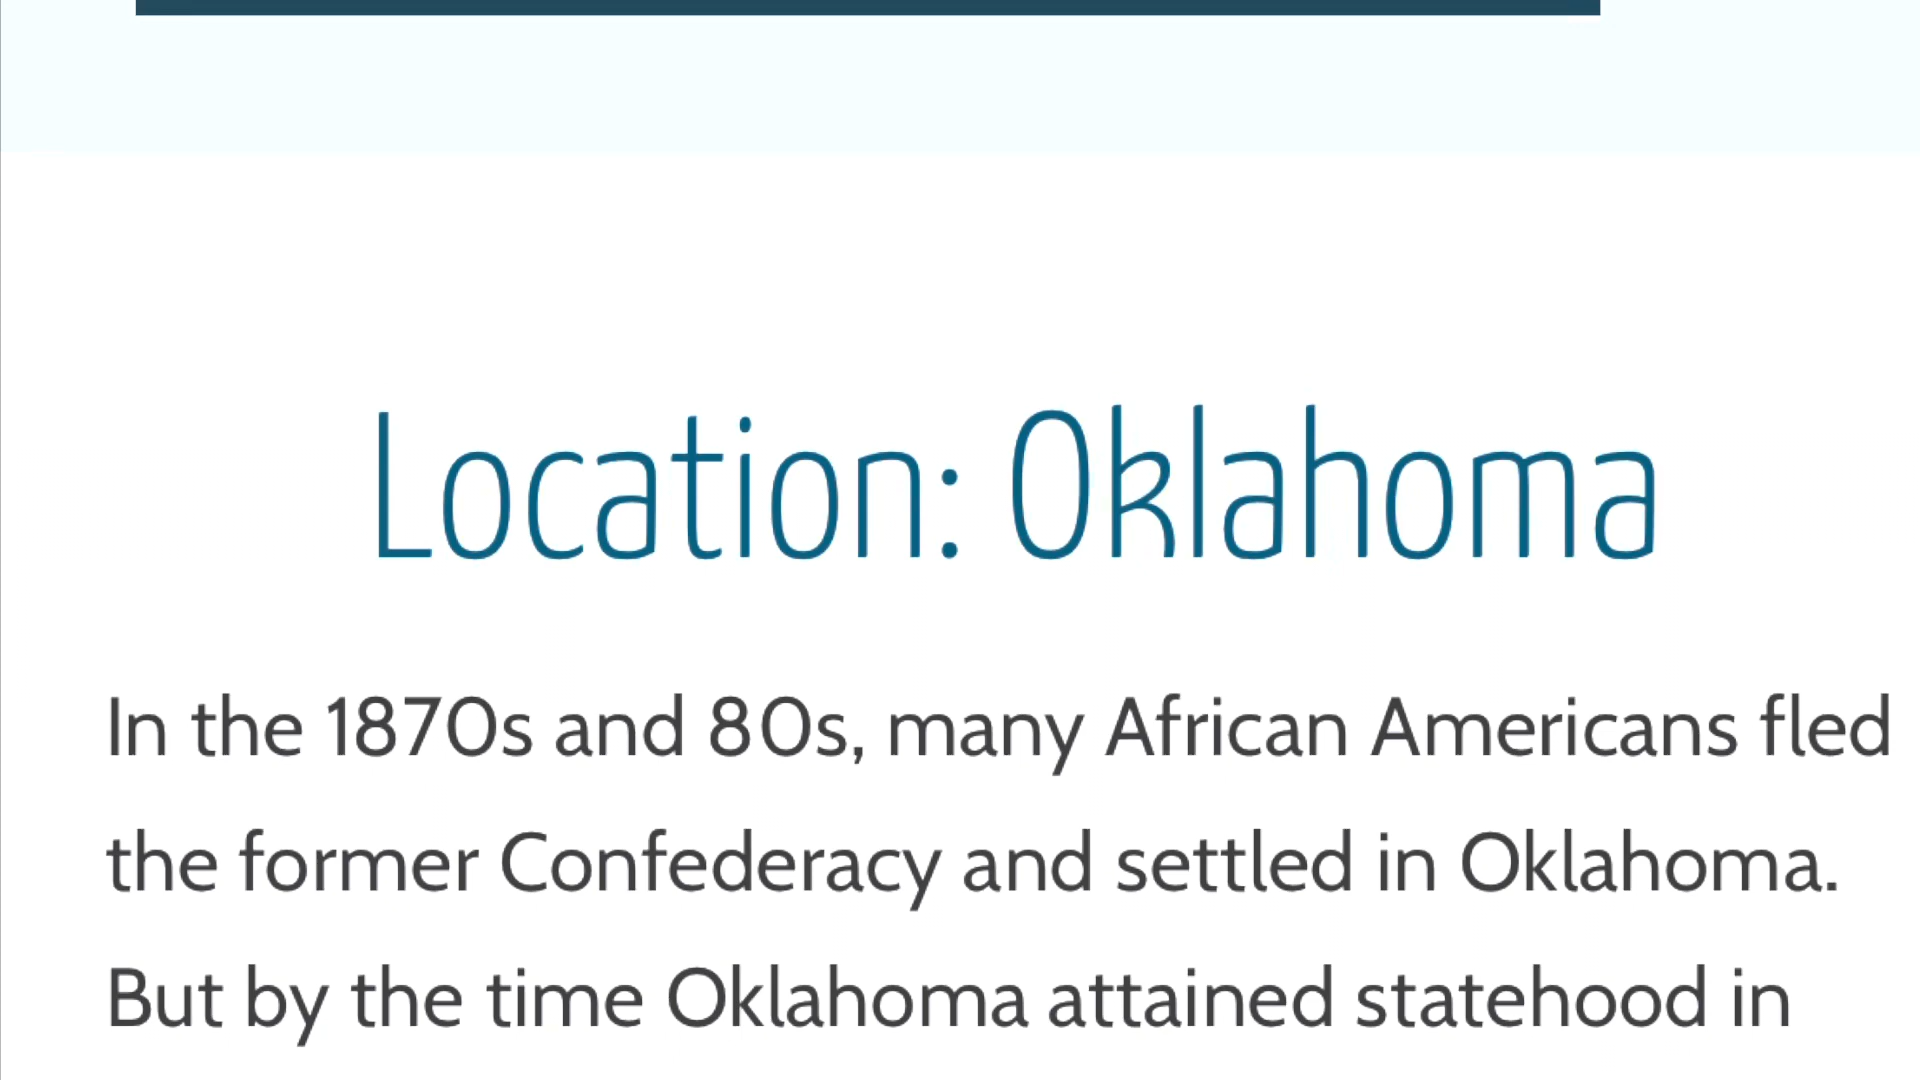 Location: Oklahoma
In the 1870s and 80s, many African Americans fled
the former Confederacy and settled in Oklahoma.
But by the time Oklahoma attained statehood in